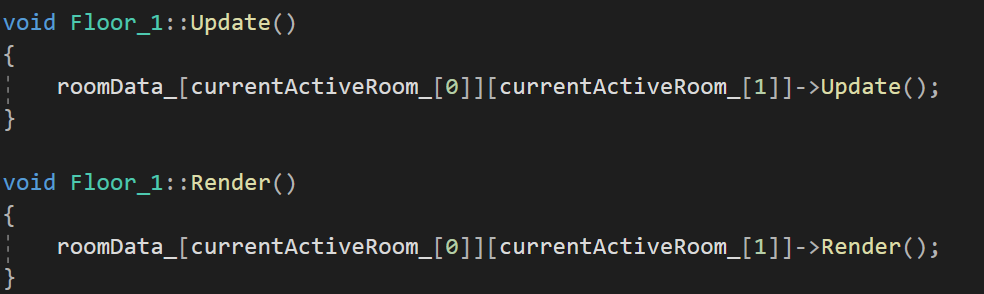 void Floor_1::Update()
{
    roomData_[currentActiveRoom_[0]][currentActiveRoom_[1]]->Update();
}

void Floor_1::Render()
{
    roomData_[currentActiveRoom_[0]][currentActiveRoom_[1]->Render();
}